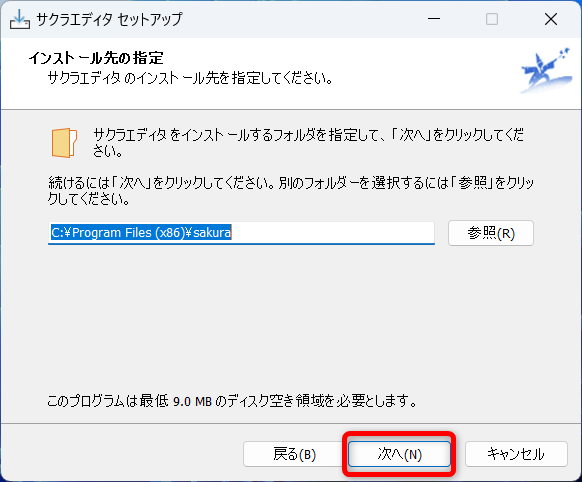 サクラエディタ セットアップ
インストール先の指定
サクラエディタのインストール先を指定してください。
サクラエディタをインストールするフォルダを指定して、「次へ」をクリックしてくだ
さい。
続けるには「次へ」をクリックしてください。別のフォルダーを選択するには「参照」をクリッ
クしてください。
C:¥Program Files (x86)¥sakura
参照(R)
このプログラムは最低 9.0 MB のディスク空き領域を必要とします。
戻る(B)
次へ(N)
キャンセル